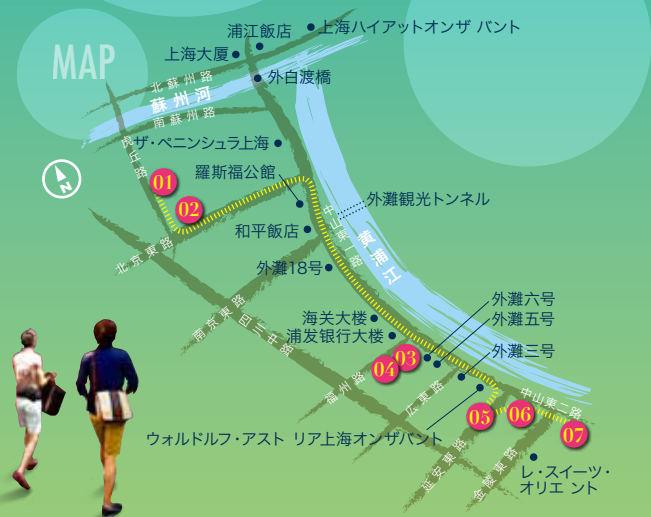 浦江飯店
上海ハイアットオンザ バント
上海大厦
MAP
外白渡橋
北蘇州路
蘇州河
南蘇州路
虎丘路
ザ・ペニンシュラ上海
羅斯福公館
01
02
N
外灘観光トンネル
中山東一路
和平飯店
黄浦江
北京東路
外灘18号
外灘六号
南京東路
四川中路
海关大楼
外灘五号
浦发银行大楼
外灘三号
03
04
福州路
広東路
中山東二路
05
06
07
ウォルドルフ・アスト リア上海オンザバント
延安東路
金陵東路
レ・スイーツ・
オリエ ント